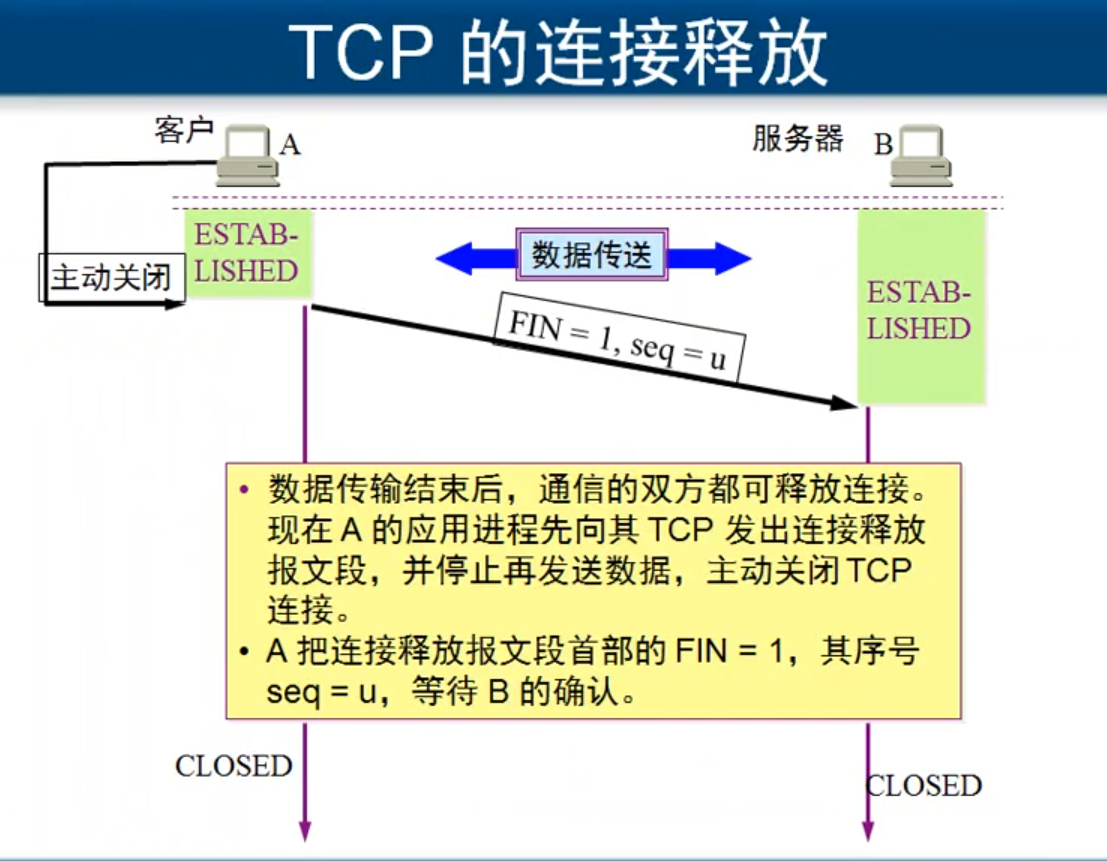 TCP 的连接释放
客户
A
服务器
B
ESTAB-
LISHED
数据传送
主动关闭
ESTAB-
LISHED
FIN = 1, seq = u
• 数据传输结束后，通信的双方都可释放连接。
现在 A 的应用进程先向其 TCP 发出连接释放
报文段，并停止再发送数据，主动关闭 TCP
连接。
• A 把连接释放报文段首部的 FIN = 1，其序号
seq = u，等待 B 的确认。
CLOSED
CLOSED